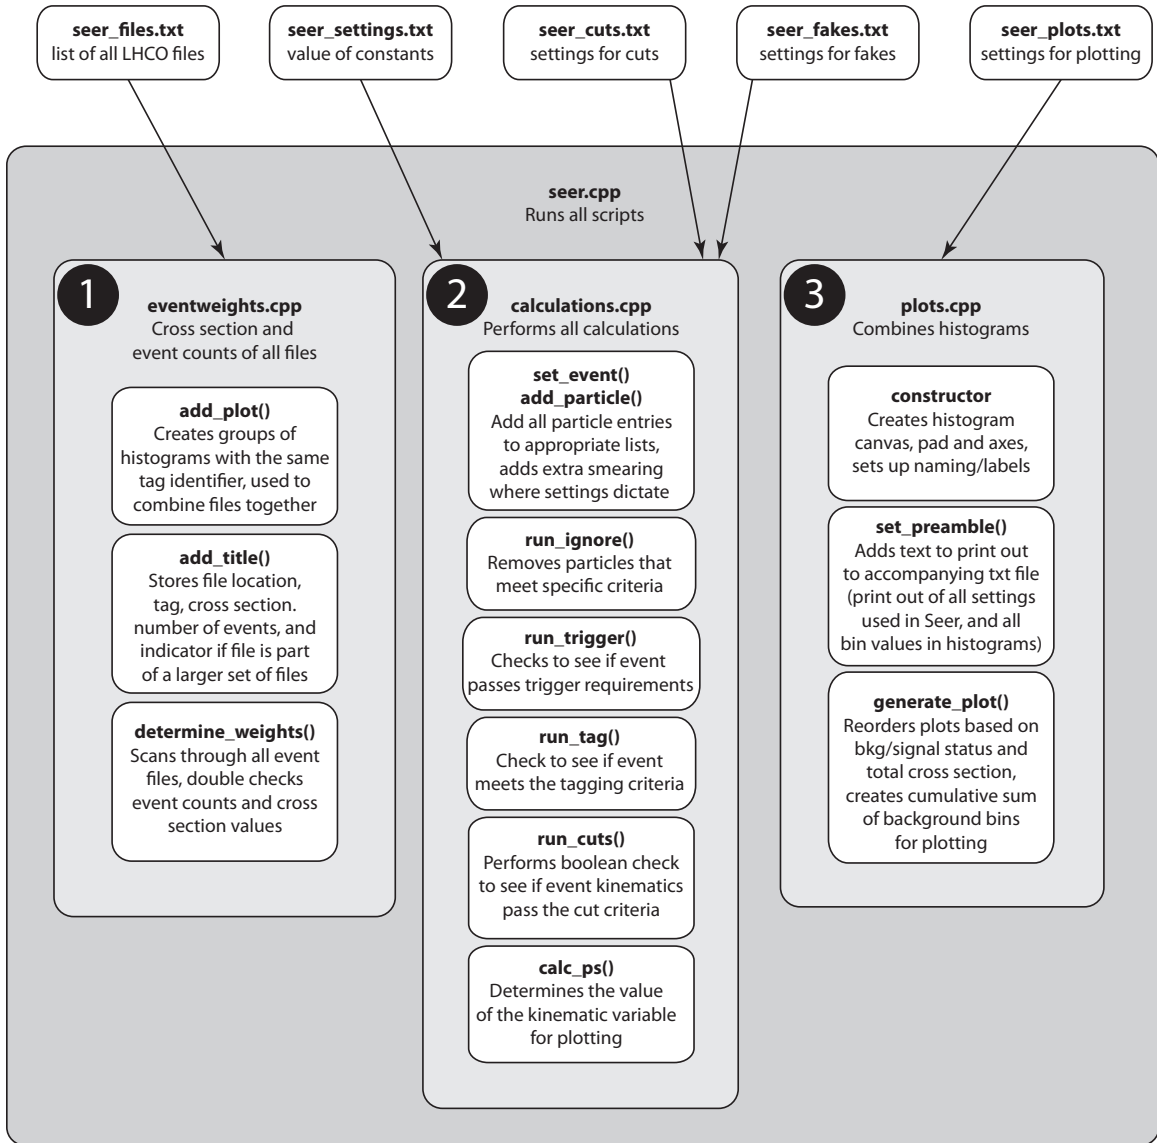 seer_files.txt
list of all LHCO files
seer_settings.txt
value of constants
seer_cuts.txt
settings for cuts
seer_fakes.txt
settings for fakes
seer_plots.txt
settings for plotting
seer.cpp
Runs all scripts
1
eventweights.cpp
Cross section and
event counts of all files
add_plot()
Creates groups of
histograms with the same
tag identifier, used to
combine files together
add_title()
Stores file location,
tag, cross section.
number of events, and
indicator if file is part
of a larger set of files
determine_weights()
Scans through all event
files, double checks
event counts and cross
section values
2
calculations.cpp
Performs all calculations
set_event()
add_particle()
Add all particle entries
to appropriate lists,
adds extra smearing
where settings dictate
run_ignore()
Removes particles that
meet specific criteria
run_trigger()
Checks to see if event
passes trigger requirements
run_tag()
Check to see if event
meets the tagging criteria
run_cuts()
Performs boolean check
to see if event kinematics
pass the cut criteria
calc_ps()
Determines the value
of the kinematic variable
for plotting
3
plots.cpp
Combines histograms
constructor
Creates histogram
canvas, pad and axes,
sets up naming/labels
set_preamble()
Adds text to print out
to accompanying txt file
(print out of all settings
used in Seer, and all
bin values in histograms)
generate_plot()
Reorders plots based on
bkg/signal status and
total cross section,
creates cumulative sum
of background bins
for plotting